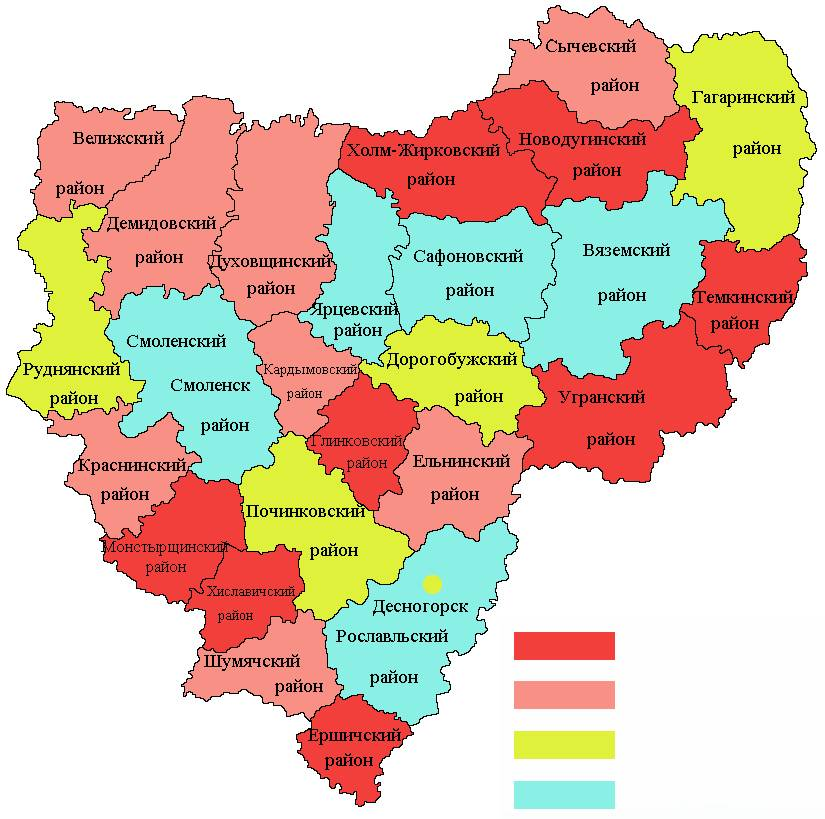 Сычевский
район
Гагаринский
район
Велижский
район
Холм-Жирковский
район
Новодугинский
район
Демидовский
район
Духовщинский
район
Сафоновский
район
Вяземский
район
Темкинский
район
Ярцевский
район
Смоленский
Смоленск
район
Руднянский
район
Кардымовский
район
Дорогобужский
район
Угранский
район
Глинковский
район
Ельнинский
район
Краснинский
район
Починковский
район
Монстырщинский
район
Хиславичский
район
Десногорск
Рославльский
район
Шумячский
район
Ершичский
район